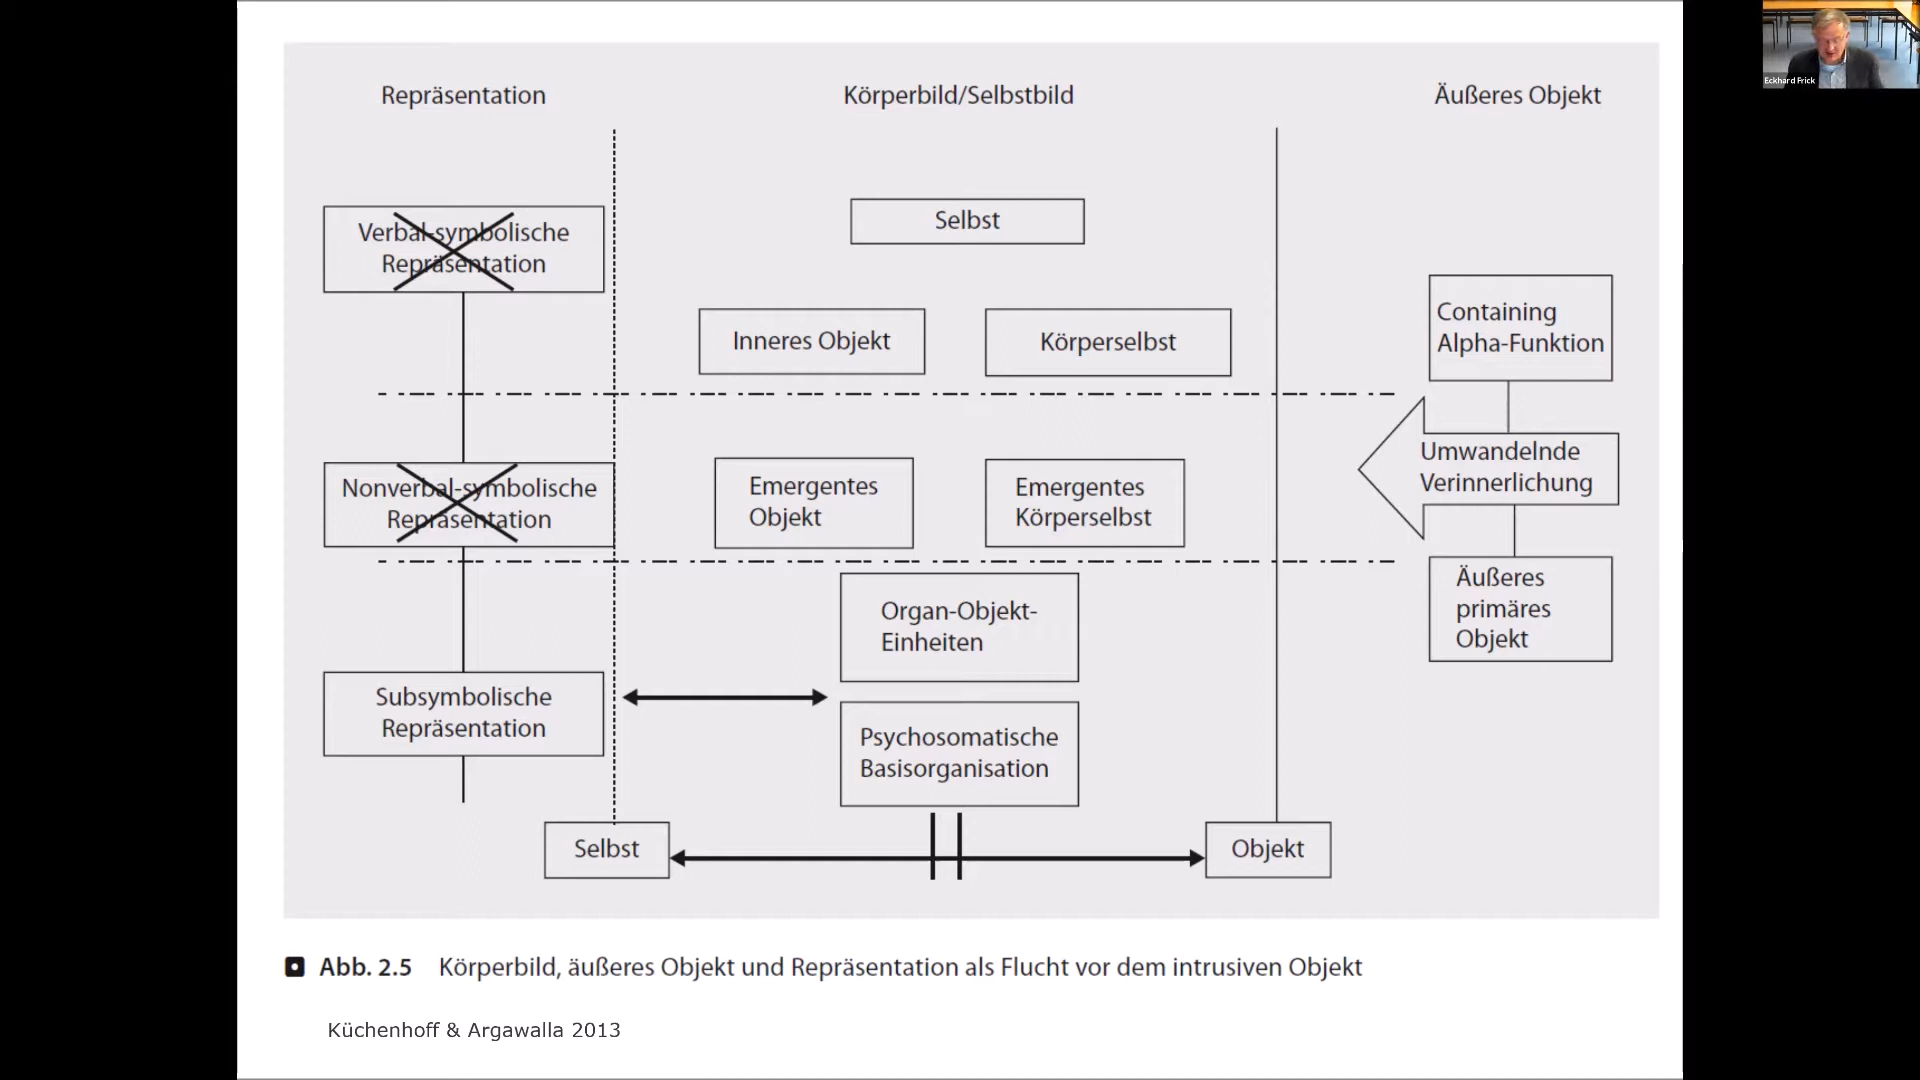 Repräsentation
Körperbild/Selbstbild
Äußeres Objekt
Eckhard Frick
Verbal-symbolische
Repräsentation
Selbst
Inneres Objekt
Körperselbst
Containing
Alpha-Funktion
Nonverbal-symbolische
Repräsentation
Emergentes
Objekt
Emergentes
Körperselbst
Umwandelnde
Verinnerlichung
Organ-Objekt-
Einheiten
Äußeres
primäres
Objekt
Subsymbolische
Repräsentation
Psychosomatische
Basisorganisation
Selbst
Objekt
Abb. 2.5 Körperbild, äußeres Objekt und Repräsentation als Flucht vor dem intrusiven Objekt
Küchenhoff & Argawalla 2013